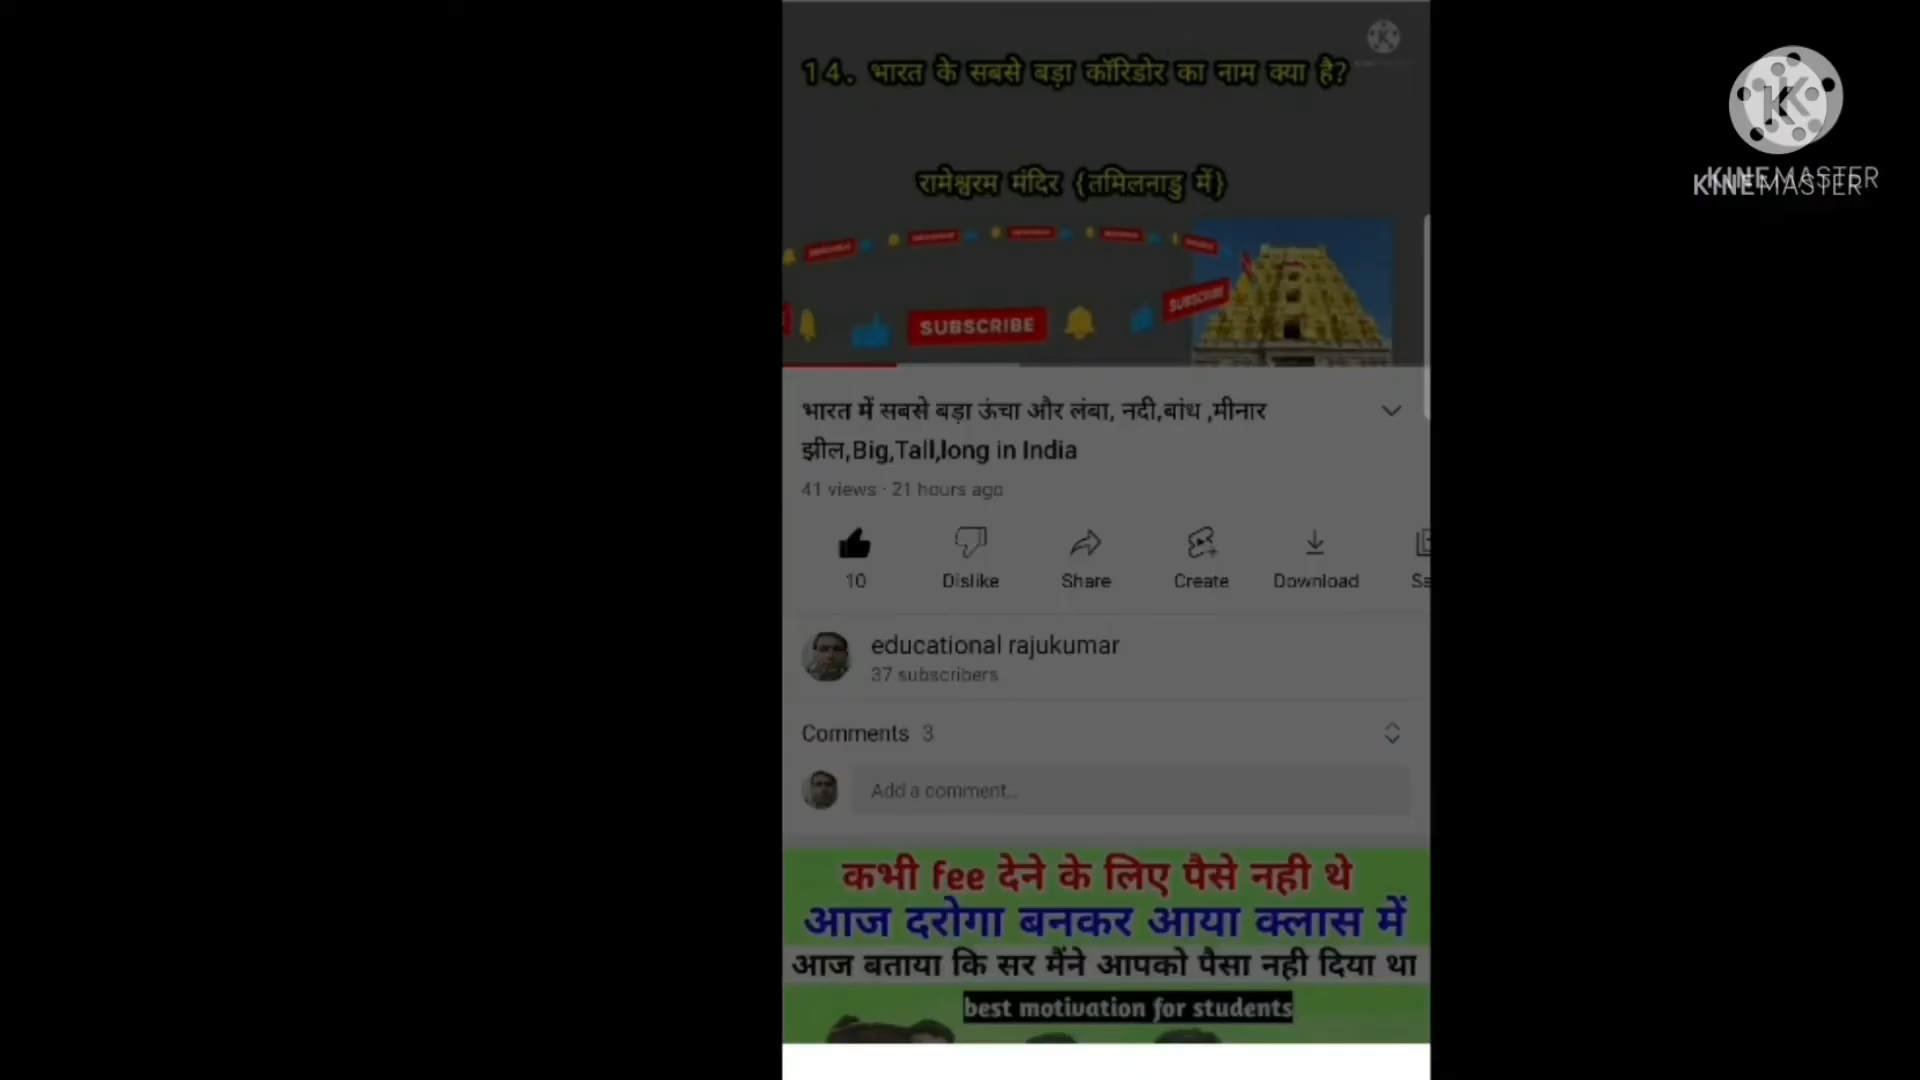 14. भारत के सबसे बड़ा कॉरिडोर का नाम क्या है?
रामेश्वरम मंदिर {तमिलनाडु में}
SUBSCRIBE
SUBSCRIBE
भारत में सबसे बड़ा ऊंचा और लंबा, नदी,बांध ,मीनार
झील,Big,Tall,long in India
41 views · 21 hours ago
10 Dislike Share Create Download
educational rajukumar
37 subscribers
Comments 3
Add a comment...
कभी fee देने के लिए पैसे नही थे
आज दरोगा बनकर आया क्लास में
आज बताया कि सर मैंने आपको पैसा नही दिया था
best motivation for students
KINEMASTER
KINEMASTER